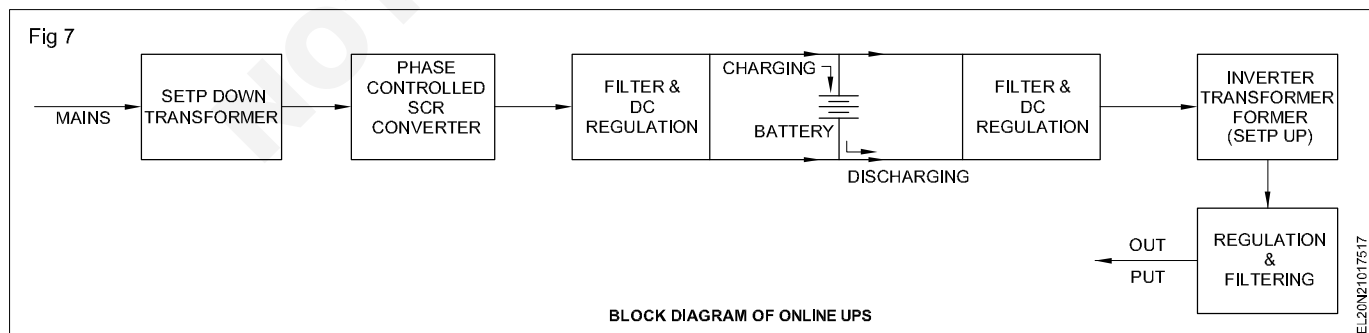 Fig 7
MAINS
SETP DOWN
TRANSFORMER
PHASE
CONTROLLED
SCR
CONVERTER
FILTER &
DC
REGULATION
CHARGING
BATTERY
DISCHARGING
FILTER &
DC
REGULATION
INVERTER
TRANSFORMER
FORMER
(SETP UP)
REGULATION
&
FILTERING
OUT
PUT
BLOCK DIAGRAM OF ONLINE UPS
EL20N21017517